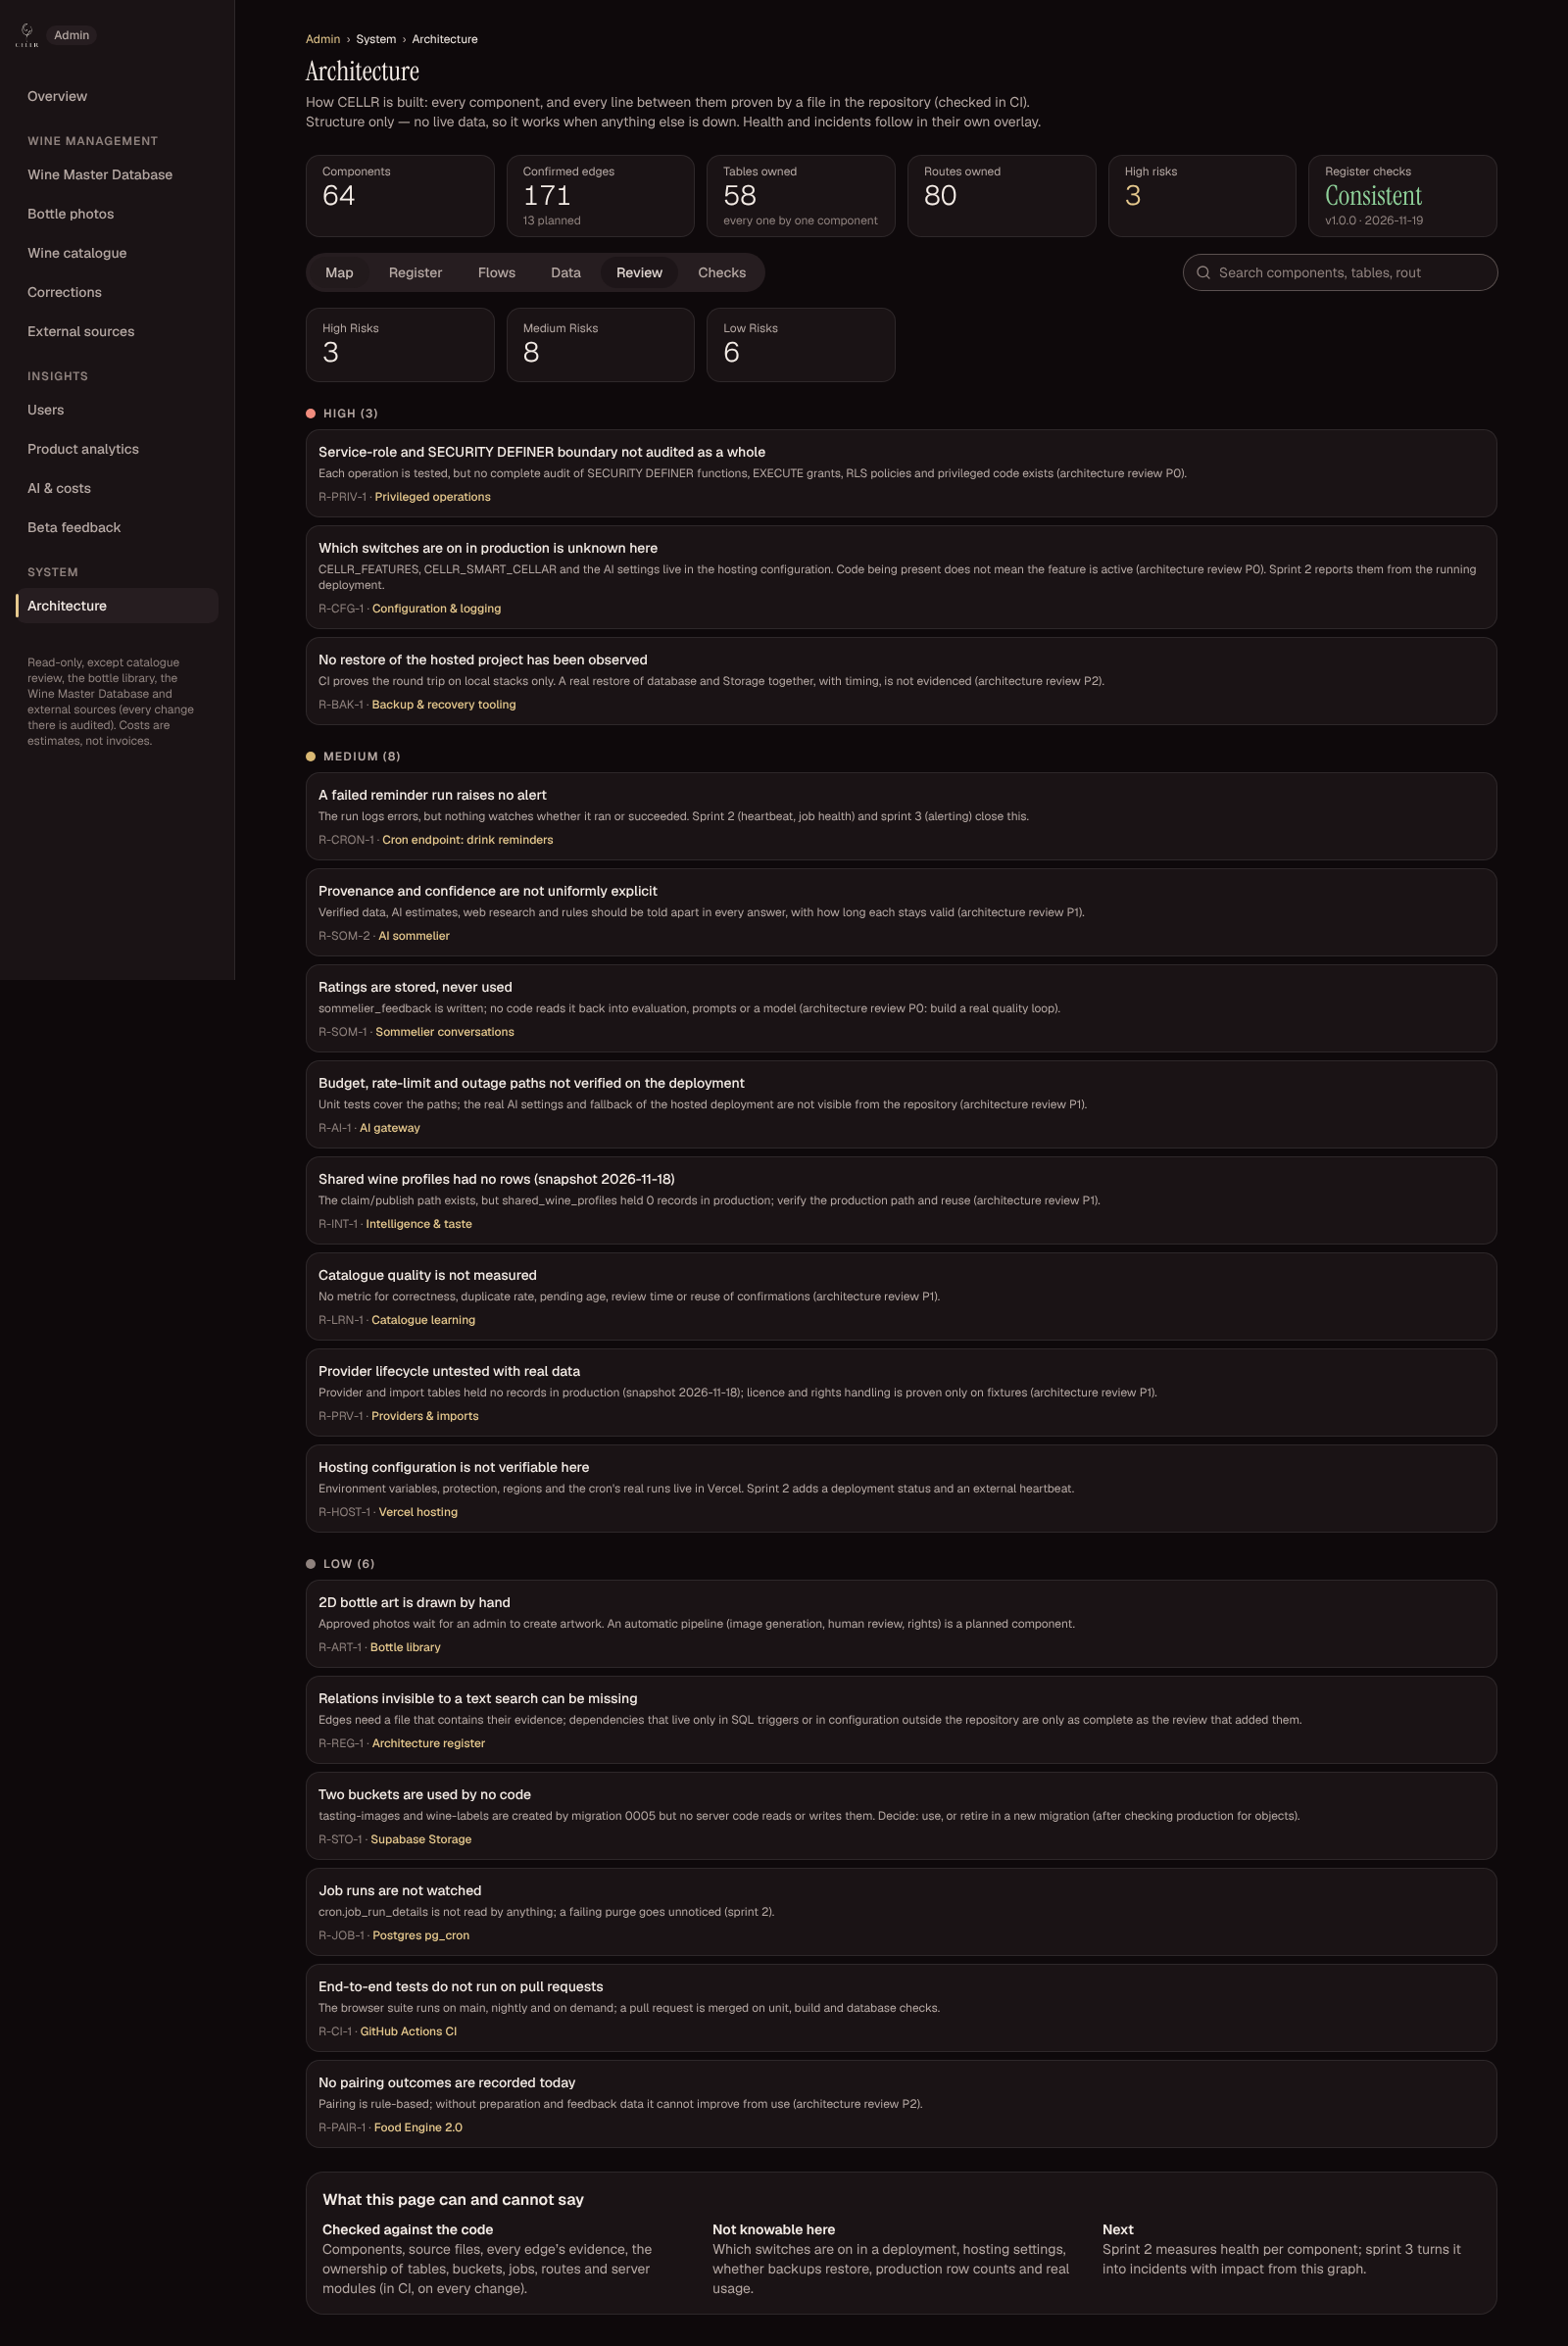 CELLR
Admin
Overview
WINE MANAGEMENT
Wine Master Database
Bottle photos
Wine catalogue
Corrections
External sources
INSIGHTS
Users
Product analytics
AI & costs
Beta feedback
SYSTEM
Architecture
Read-only, except catalogue
review, the bottle library, the
Wine Master Database and
external sources (every change
there is audited). Costs are
estimates, not invoices.
Admin › System › Architecture
Architecture
How CELLR is built: every component, and every line between them proven by a file in the repository (checked in CI).
Structure only — no live data, so it works when anything else is down. Health and incidents follow in their own overlay.
Components
64
Confirmed edges
171
13 planned
Tables owned
58
every one by one component
Routes owned
80
High risks
3
Register checks
Consistent
v1.0.0 · 2026-11-19
Map Register Flows Data Review Checks
Search components, tables, rout
High Risks
3
Medium Risks
8
Low Risks
6
HIGH (3)
Service-role and SECURITY DEFINER boundary not audited as a whole
Each operation is tested, but no complete audit of SECURITY DEFINER functions, EXECUTE grants, RLS policies and privileged code exists (architecture review P0).
R-PRIV-1 · Privileged operations
Which switches are on in production is unknown here
CELLR_FEATURES, CELLR_SMART_CELLAR and the AI settings live in the hosting configuration. Code being present does not mean the feature is active (architecture review P0). Sprint 2 reports them from the running
deployment.
R-CFG-1 · Configuration & logging
No restore of the hosted project has been observed
CI proves the round trip on local stacks only. A real restore of database and Storage together, with timing, is not evidenced (architecture review P2).
R-BAK-1 · Backup & recovery tooling
MEDIUM (8)
A failed reminder run raises no alert
The run logs errors, but nothing watches whether it ran or succeeded. Sprint 2 (heartbeat, job health) and sprint 3 (alerting) close this.
R-CRON-1 · Cron endpoint: drink reminders
Provenance and confidence are not uniformly explicit
Verified data, AI estimates, web research and rules should be told apart in every answer, with how long each stays valid (architecture review P1).
R-SOM-2 · AI sommelier
Ratings are stored, never used
sommelier_feedback is written; no code reads it back into evaluation, prompts or a model (architecture review P0: build a real quality loop).
R-SOM-1 · Sommelier conversations
Budget, rate-limit and outage paths not verified on the deployment
Unit tests cover the paths; the real AI settings and fallback of the hosted deployment are not visible from the repository (architecture review P1).
R-AI-1 · AI gateway
Shared wine profiles had no rows (snapshot 2026-11-18)
The claim/publish path exists, but shared_wine_profiles held 0 records in production; verify the production path and reuse (architecture review P1).
R-INT-1 · Intelligence & taste
Catalogue quality is not measured
No metric for correctness, duplicate rate, pending age, review time or reuse of confirmations (architecture review P1).
R-LRN-1 · Catalogue learning
Provider lifecycle untested with real data
Provider and import tables held no records in production (snapshot 2026-11-18); licence and rights handling is proven only on fixtures (architecture review P1).
R-PRV-1 · Providers & imports
Hosting configuration is not verifiable here
Environment variables, protection, regions and the cron's real runs live in Vercel. Sprint 2 adds a deployment status and an external heartbeat.
R-HOST-1 · Vercel hosting
LOW (6)
2D bottle art is drawn by hand
Approved photos wait for an admin to create artwork. An automatic pipeline (image generation, human review, rights) is a planned component.
R-ART-1 · Bottle library
Relations invisible to a text search can be missing
Edges need a file that contains their evidence; dependencies that live only in SQL triggers or in configuration outside the repository are only as complete as the review that added them.
R-REG-1 · Architecture register
Two buckets are used by no code
tasting-images and wine-labels are created by migration 0005 but no server code reads or writes them. Decide: use, or retire in a new migration (after checking production for objects).
R-STO-1 · Supabase Storage
Job runs are not watched
cron.job_run_details is not read by anything; a failing purge goes unnoticed (sprint 2).
R-JOB-1 · Postgres pg_cron
End-to-end tests do not run on pull requests
The browser suite runs on main, nightly and on demand; a pull request is merged on unit, build and database checks.
R-CI-1 · GitHub Actions CI
No pairing outcomes are recorded today
Pairing is rule-based; without preparation and feedback data it cannot improve from use (architecture review P2).
R-PAIR-1 · Food Engine 2.0
What this page can and cannot say
Checked against the code
Components, source files, every edge's evidence, the
ownership of tables, buckets, jobs, routes and server
modules (in CI, on every change).
Not knowable here
Which switches are on in a deployment, hosting settings,
whether backups restore, production row counts and real
usage.
Next
Sprint 2 measures health per component; sprint 3 turns it
into incidents with impact from this graph.